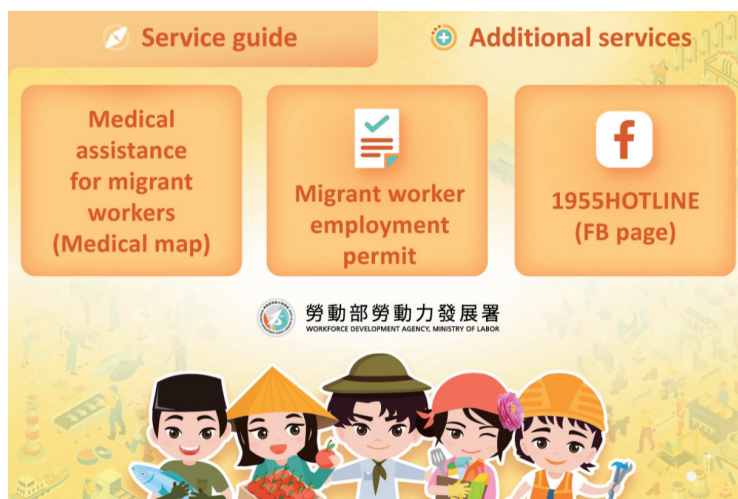 Service guide
Additional services
Medical
assistance
for migrant
workers
(Medical map)
Migrant worker
employment
permit
f
1955HOTLINE
(FB page)
勞動部勞動力發展署
WORKFORCE DEVELOPMENT AGENCY, MINISTRY OF LABOR